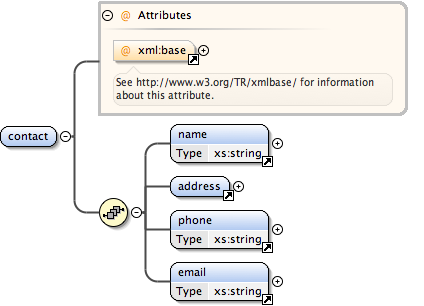 @ Attributes
@ xml:base
See http://www.w3.org/TR/xmlbase/ for information
about this attribute.
contact
name
Type xs:string
address
phone
Type xs:string
email
Type xs:string